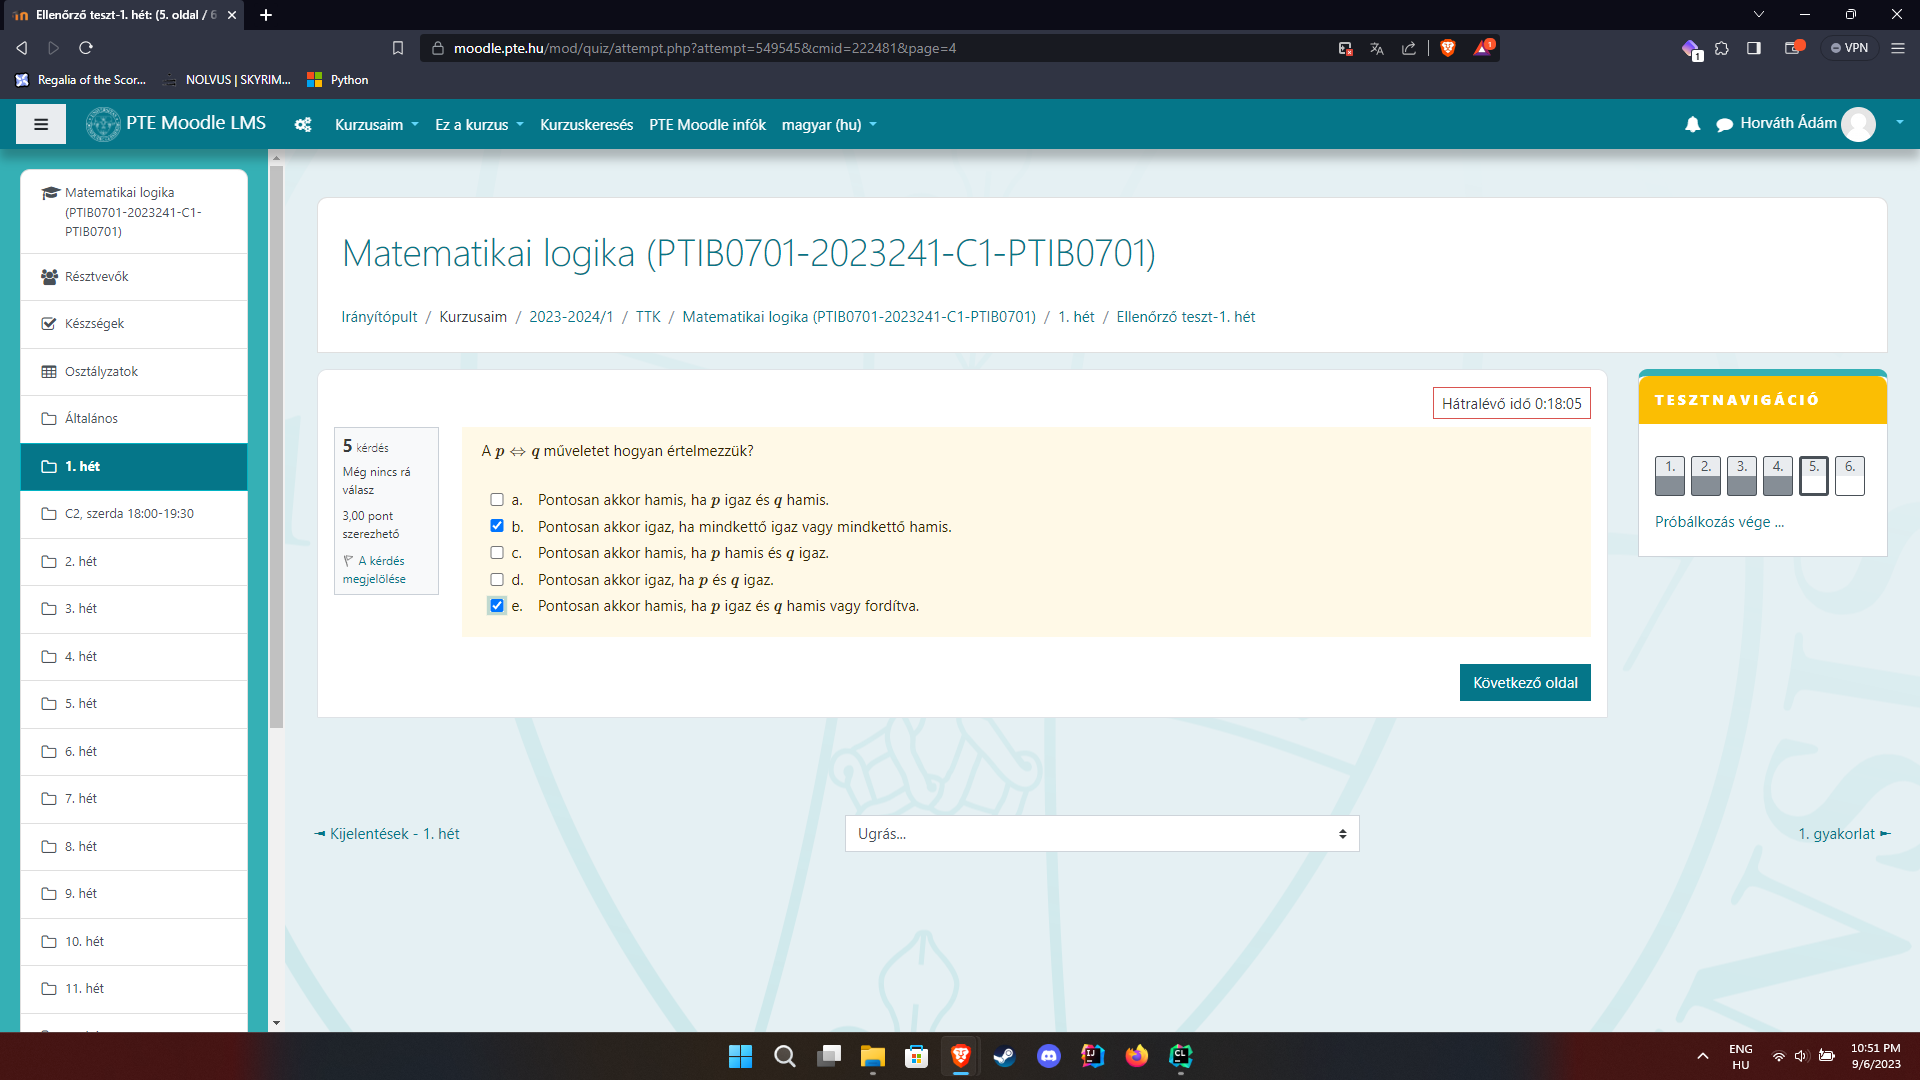 Ellenőrző teszt-1. hét: (5. oldal / 6
moodle.pte.hu/mod/quiz/attempt.php?attempt=549545&cmid=222481&page=4
1
1
VPN
Regalia of the Scor...
NOLVUS | SKYRIM...
Python
PTE Moodle LMS
Kurzusaim
Ez a kurzus
Kurzuskeresés
PTE Moodle infók
magyar (hu)
Horváth Ádám
Matematikai logika
(PTIB0701-2023241-C1-
PTIB0701)
Résztvevők
Készségek
Osztályzatok
Általános
1. hét
C2, szerda 18:00-19:30
2. hét
3. hét
4. hét
5. hét
6. hét
7. hét
8. hét
9. hét
10. hét
11. hét
Matematikai logika (PTIB0701-2023241-C1-PTIB0701)
Irányítópult / Kurzusaim / 2023-2024/1 / TTK / Matematikai logika (PTIB0701-2023241-C1-PTIB0701) / 1. hét / Ellenőrző teszt-1. hét
Hátralévő idő 0:18:05
5 kérdés
Még nincs rá
válasz
3,00 pont
szerezhető
A kérdés
megjelölése
A p ⇔ q műveletet hogyan értelmezzük?
a. Pontosan akkor hamis, ha p igaz és q hamis.
b. Pontosan akkor igaz, ha mindkettő igaz vagy mindkettő hamis.
c. Pontosan akkor hamis, ha p hamis és q igaz.
d. Pontosan akkor igaz, ha p és q igaz.
e. Pontosan akkor hamis, ha p igaz és q hamis vagy fordítva.
Következő oldal
TESZTNAVIGÁCIÓ
1. 2. 3. 4. 5. 6.
Próbálkozás vége ...
◄ Kijelentések - 1. hét
Ugrás...
1. gyakorlat ►
ENG
HU
10:51 PM
9/6/2023